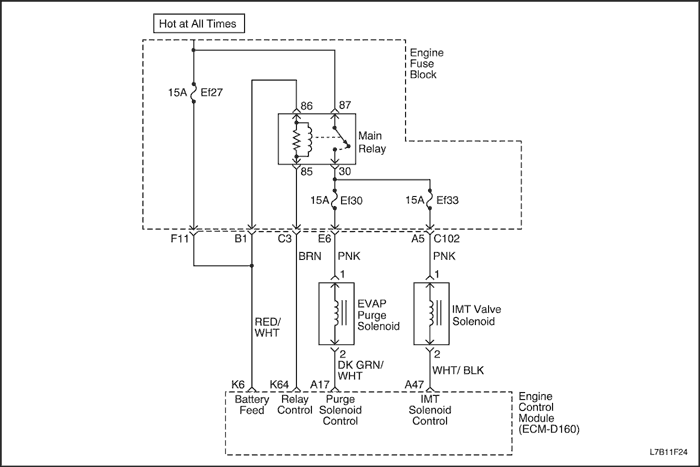 Hot at All Times
Engine
Fuse
Block
15A Ef27
86 87
Main
Relay
85 30
15A Ef30
15A Ef33
F11 B1 C3 E6 A5 C102
BRN PNK PNK
1 1
EVAP
Purge
Solenoid
IMT Valve
Solenoid
RED/
WHT
2 2
DK GRN/
WHT
WHT/ BLK
K6 K64 A17 A47
Battery
Feed
Relay
Control
Purge
Solenoid
Control
IMT
Solenoid
Control
Engine
Control
Module
(ECM-D160)
L7B11F24